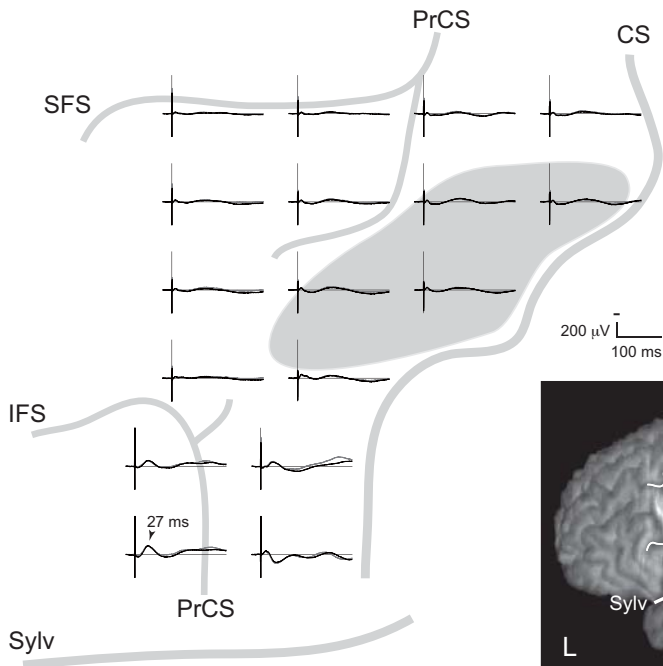 PrCS
CS
SFS
200 μV
100 ms
IFS
27 ms
PrCS
Sylv
Sylv
L